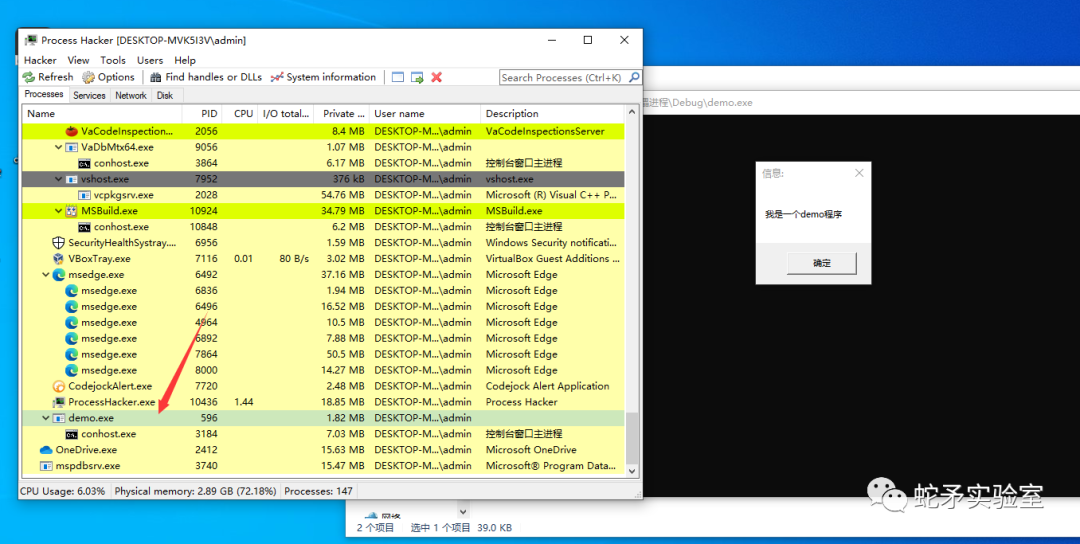 Process Hacker [DESKTOP-MVK5I3V\admin]
Hacker View Tools Users Help
Refresh Options Find handles or DLLs System information Search Processes (Ctrl+K)
Processes Services Network Disk
Name PID CPU I/O total... Private ... User name Description
VaCodeInspection... 2056 8.4 MB DESKTOP-M...\admin VaCodeInspectionsServer
VaDbMtx64.exe 9056 1.07 MB DESKTOP-M...\admin
conhost.exe 3864 6.17 MB DESKTOP-M...\admin 控制台窗口主进程
vshost.exe 7952 376 kB DESKTOP-M...\admin vshost.exe
vcpkgsrv.exe 2028 54.76 MB DESKTOP-M...\admin Microsoft (R) Visual C++ P...
MSBuild.exe 10924 34.79 MB DESKTOP-M...\admin MSBuild.exe
conhost.exe 10848 6.2 MB DESKTOP-M...\admin 控制台窗口主进程
SecurityHealthSystray.... 6956 1.59 MB DESKTOP-M...\admin Windows Security notificati...
VBoxTray.exe 7116 0.01 80 B/s 3.02 MB DESKTOP-M...\admin VirtualBox Guest Additions ...
msedge.exe 6492 37.16 MB DESKTOP-M...\admin Microsoft Edge
msedge.exe 6836 1.94 MB DESKTOP-M...\admin Microsoft Edge
msedge.exe 6496 16.52 MB DESKTOP-M...\admin Microsoft Edge
msedge.exe 4964 10.5 MB DESKTOP-M...\admin Microsoft Edge
msedge.exe 6892 7.88 MB DESKTOP-M...\admin Microsoft Edge
msedge.exe 7864 50.5 MB DESKTOP-M...\admin Microsoft Edge
msedge.exe 8000 14.27 MB DESKTOP-M...\admin Microsoft Edge
CodejockAlert.exe 7720 2.48 MB DESKTOP-M...\admin Codejock Alert Application
ProcessHacker.exe 10436 1.44 18.85 MB DESKTOP-M...\admin Process Hacker
demo.exe 596 1.82 MB DESKTOP-M...\admin
conhost.exe 3184 7.03 MB DESKTOP-M...\admin 控制台窗口主进程
OneDrive.exe 2412 15.63 MB DESKTOP-M...\admin Microsoft OneDrive
mspdbsrv.exe 3740 15.47 MB DESKTOP-M...\admin Microsoft® Program Data...
CPU Usage: 6.03% Physical memory: 2.89 GB (72.18%) Processes: 147
进程\Debug\demo.exe
信息:
我是一个demo程序
确定
蛇矛实验室
网络
2 个项目 选中 1 个项目 39.0 KB